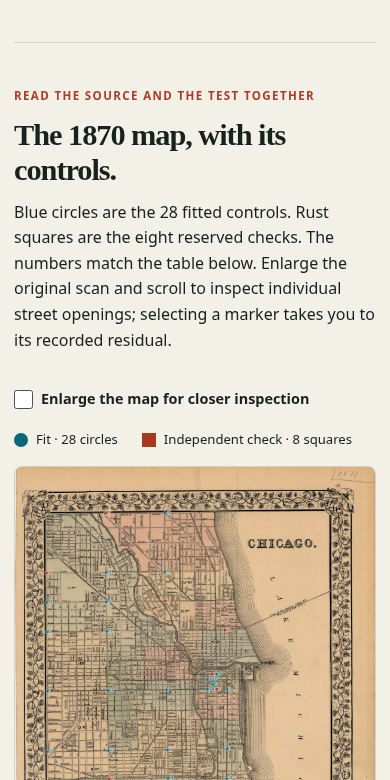 READ THE SOURCE AND THE TEST TOGETHER
The 1870 map, with its
controls.
Blue circles are the 28 fitted controls. Rust
squares are the eight reserved checks. The
numbers match the table below. Enlarge the
original scan and scroll to inspect individual
street openings; selecting a marker takes you to
its recorded residual.
Enlarge the map for closer inspection
Fit · 28 circles
Independent check · 8 squares
CHICAGO.
LAKE
MICHI